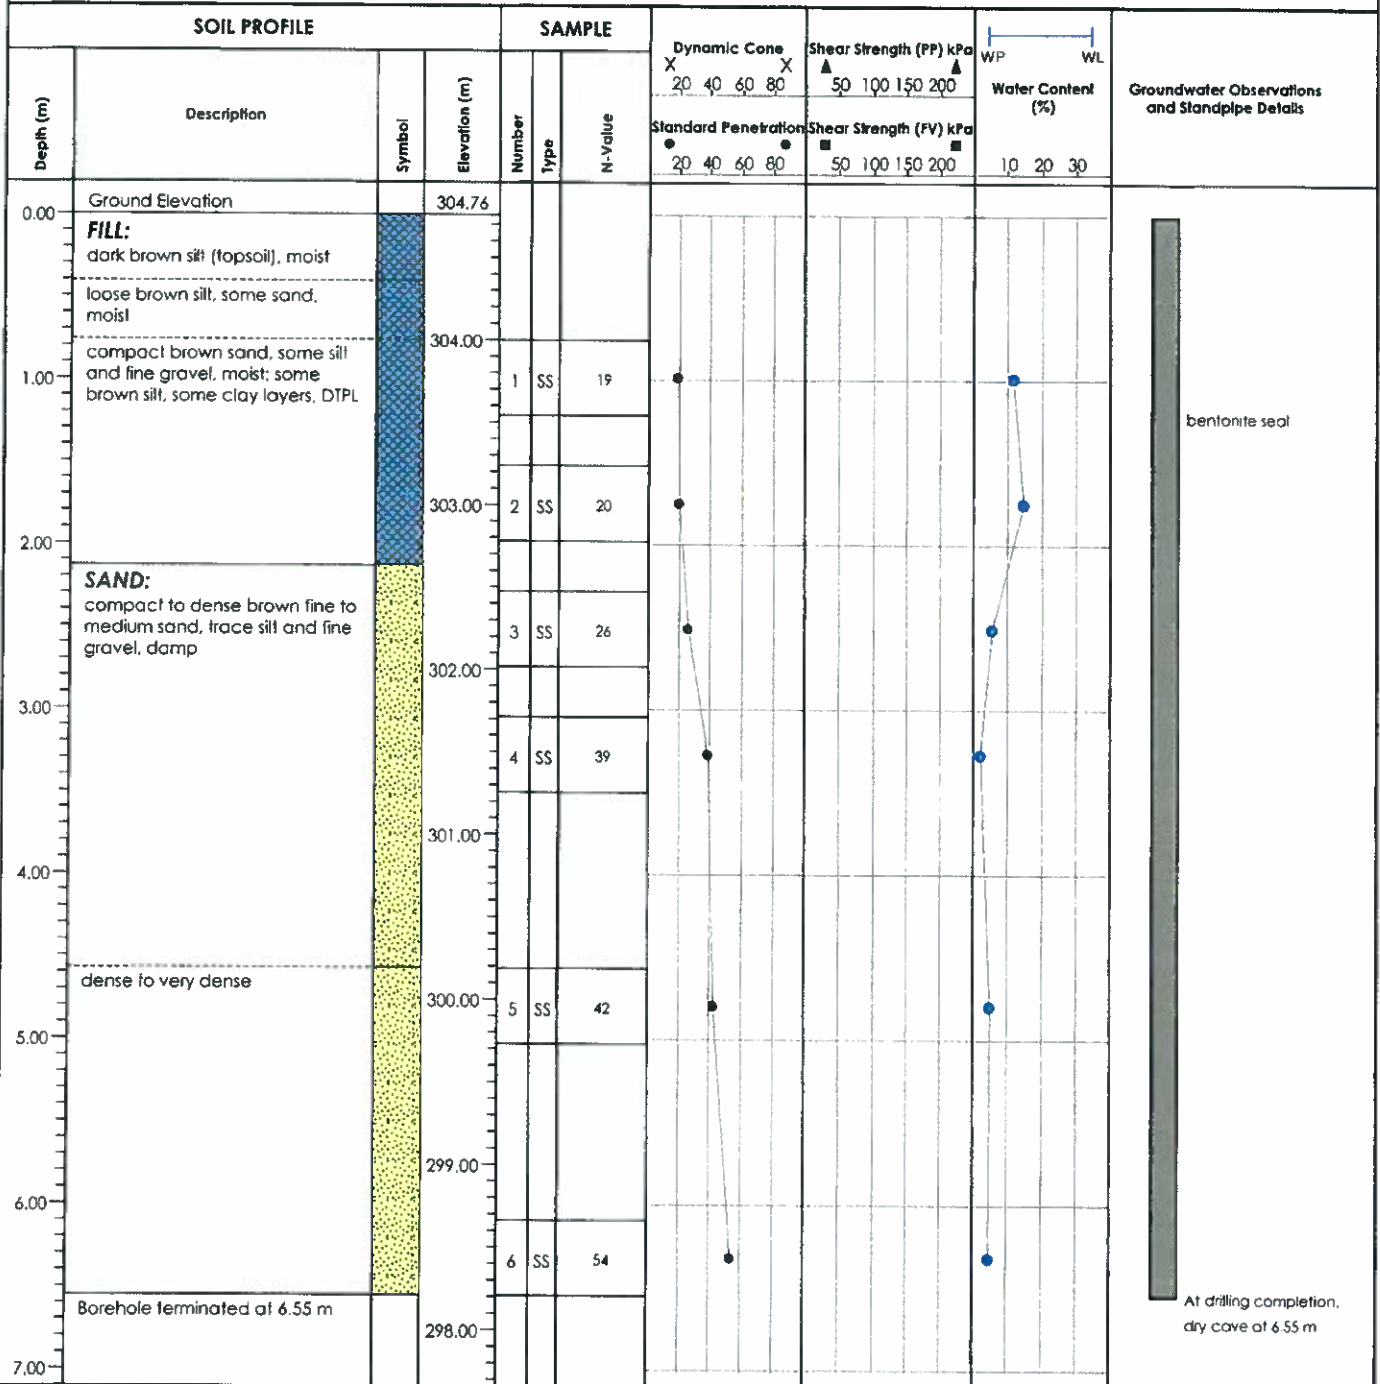 SOIL PROFILE
SAMPLE
Depth (m)
Description
Symbol
Elevation (m)
Number
Type
N-Value
Dynamic Cone
X X
20 40 60 80
Standard Penetration
20 40 60 80
Shear Strength (PP) kPa
50 100 150 200
Shear Strength (FV) kPa
50 100 150 200
WP WL
Water Content
(%)
10 20 30
Groundwater Observations
and Standpipe Details
Ground Elevation 304.76
0.00
FILL:
dark brown silt (topsoil), moist
loose brown silt, some sand,
moist
304.00
compact brown sand, some silt
and fine gravel, moist; some
brown silt, some clay layers, DTPL
1.00
1 SS 19
bentonite seal
303.00
2 SS 20
2.00
SAND:
compact to dense brown fine to
medium sand, trace silt and fine
gravel, damp
3 SS 26
302.00
3.00
4 SS 39
301.00
4.00
dense to very dense
300.00
5 SS 42
5.00
299.00
6.00
6 SS 54
Borehole terminated at 6.55 m
At drilling completion,
dry cave at 6.55 m
298.00
7.00